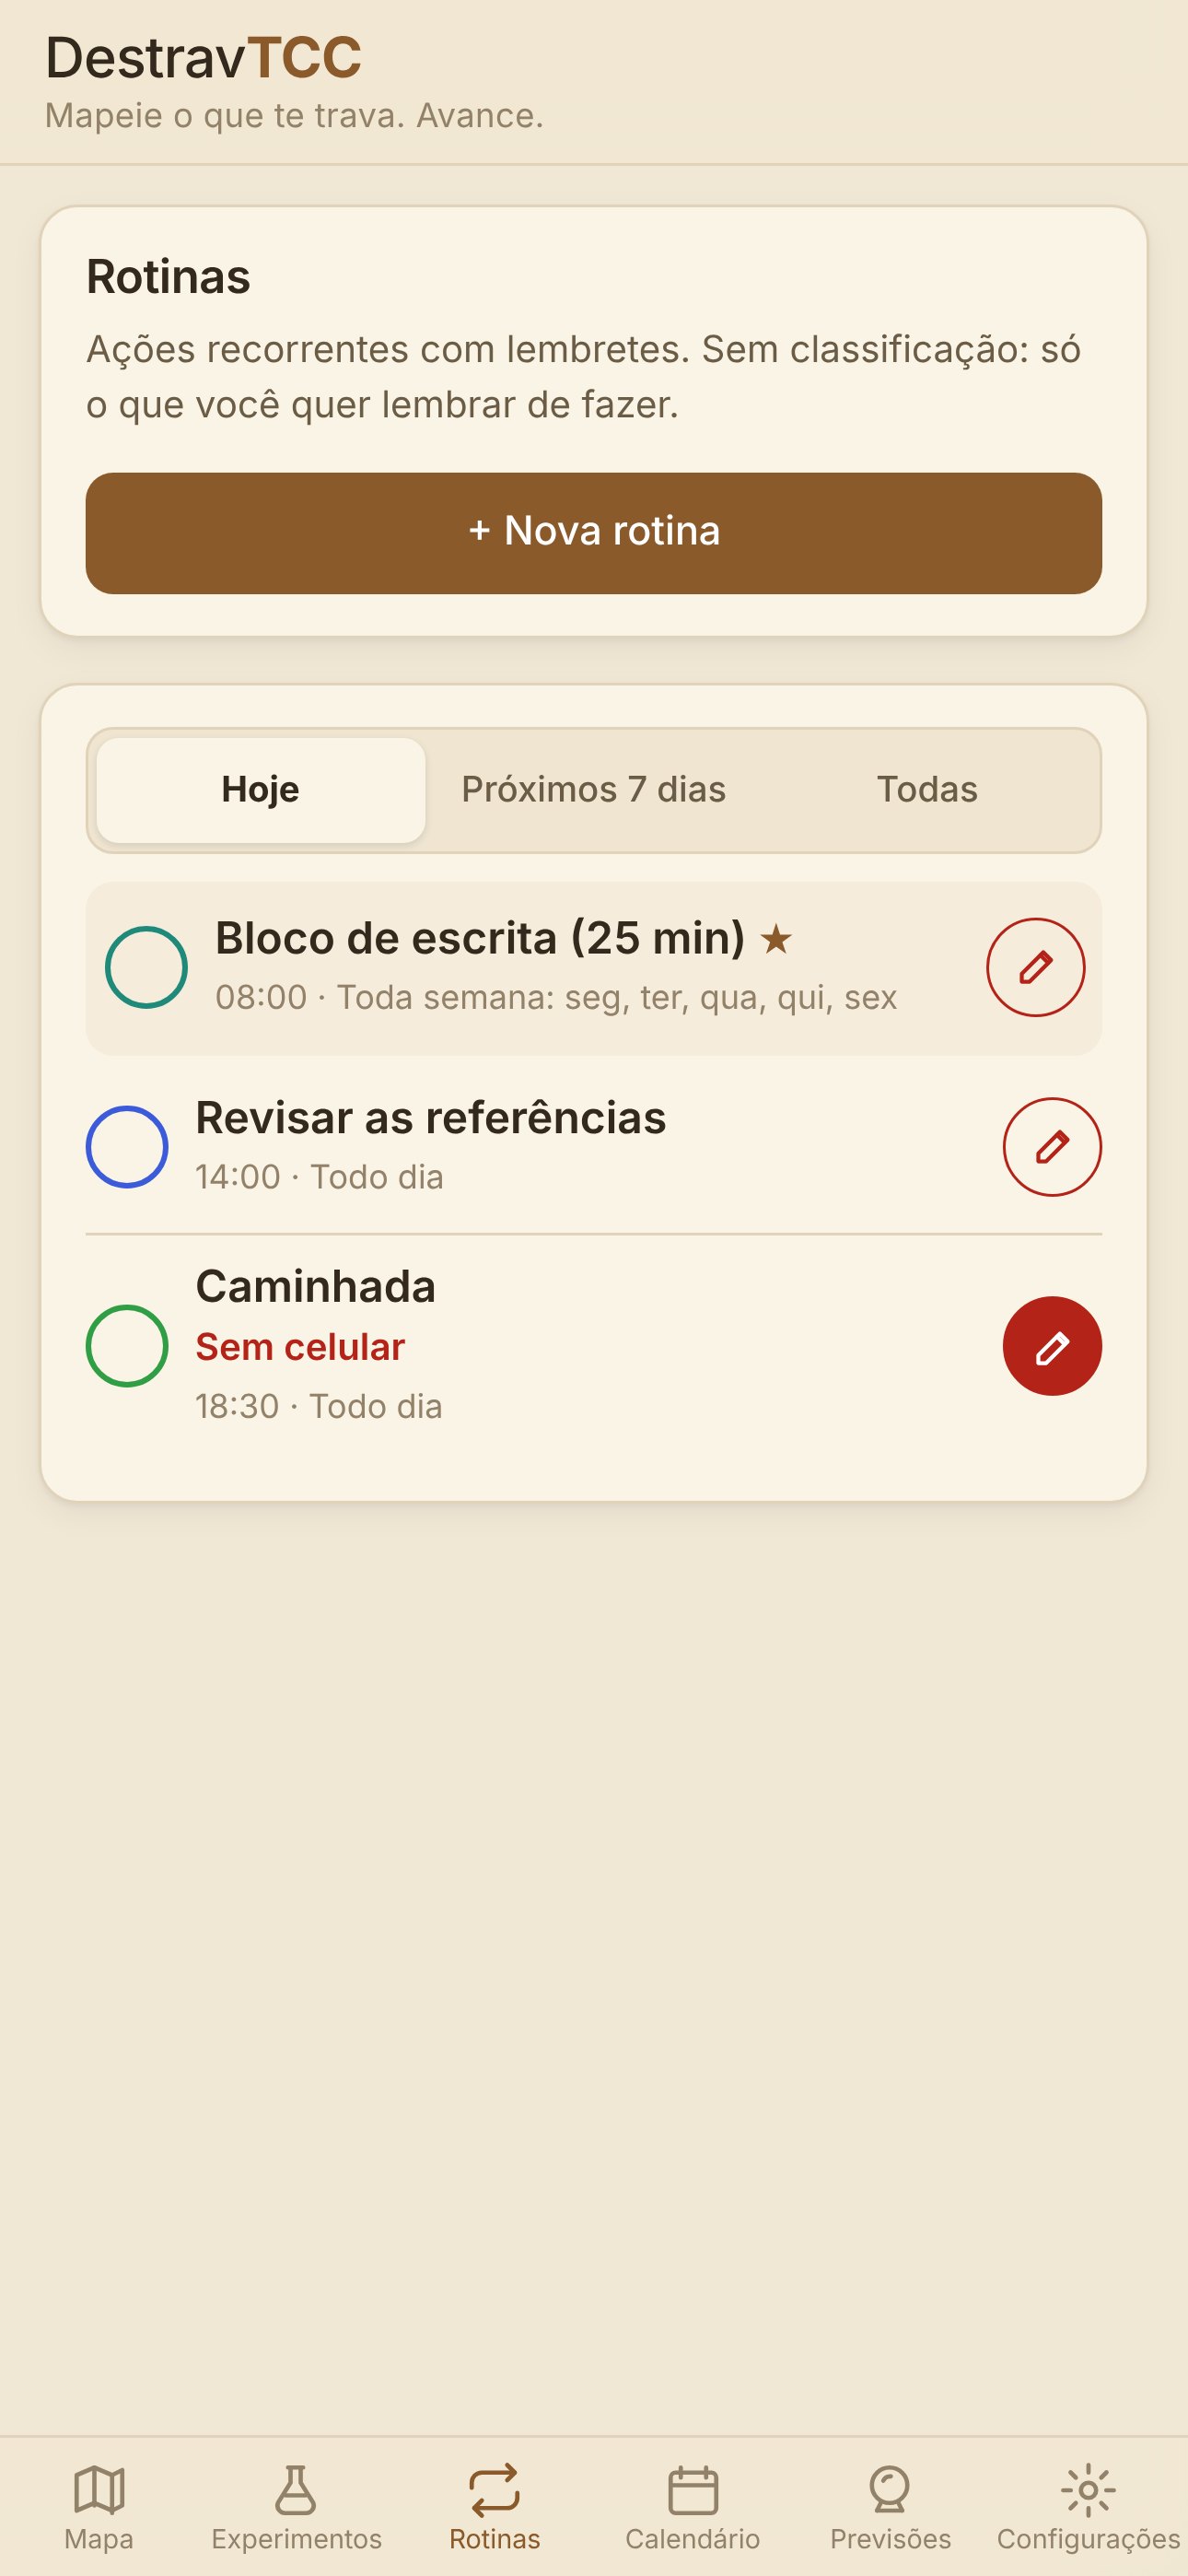 DestravTCC
Mapeie o que te trava. Avance.
Rotinas
Ações recorrentes com lembretes. Sem classificação: só
o que você quer lembrar de fazer.
+ Nova rotina
Hoje
Próximos 7 dias
Todas
Bloco de escrita (25 min) ★
08:00 · Toda semana: seg, ter, qua, qui, sex
Revisar as referências
14:00 · Todo dia
Caminhada
Sem celular
18:30 · Todo dia
Mapa
Experimentos
Rotinas
Calendário
Previsões
Configurações